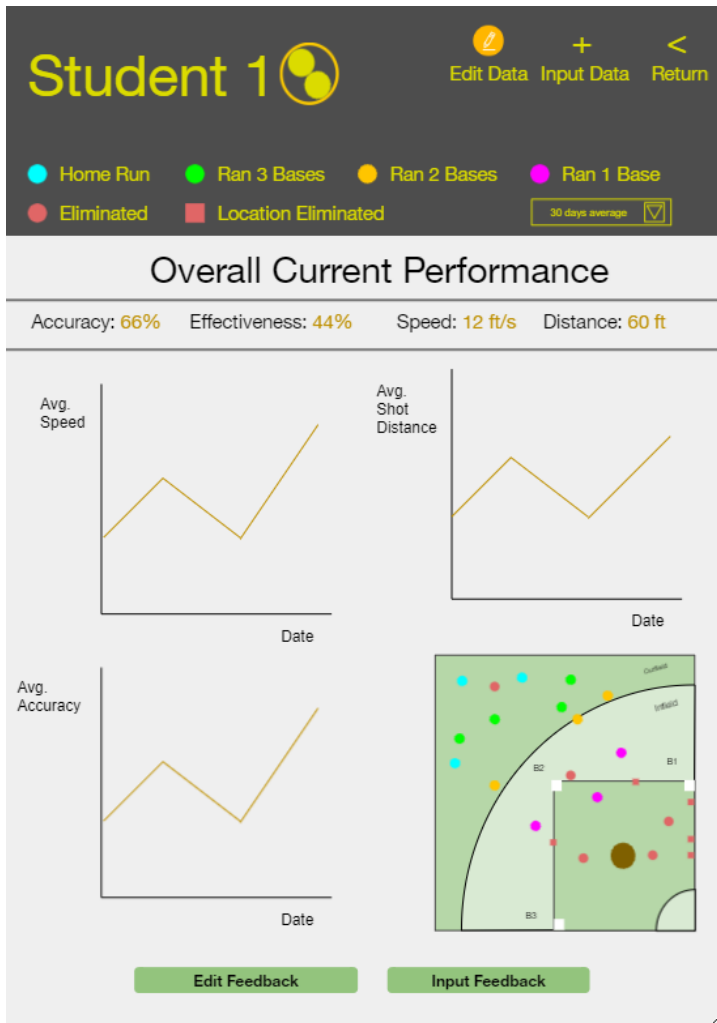 Student 1
Edit Data
+
Input Data
<
Return
Home Run
Ran 3 Bases
Ran 2 Bases
Ran 1 Base
Eliminated
Location Eliminated
30 days average
Overall Current Performance
Accuracy: 66%
Effectiveness: 44%
Speed: 12 ft/s
Distance: 60 ft
Avg.
Speed
Date
Avg.
Shot
Distance
Date
Avg.
Accuracy
Date
Outfield
Infield
B2
B1
B3
Edit Feedback
Input Feedback